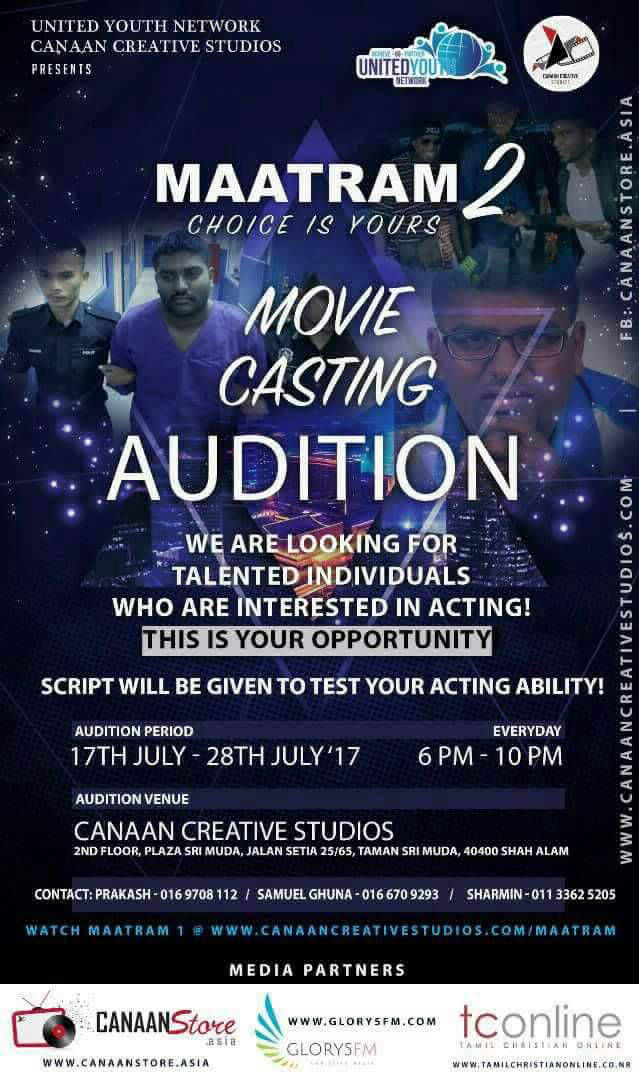 UNITED YOUTH NETWORK
CANAAN CREATIVE STUDIOS
PRESENTS
UNITEDYOUTH
NETWORK
CANAAN CREATIVE
STUDIOS
MAATRAM 2
CHOICE IS YOURS
MOVIE
CASTING
AUDITION
WE ARE LOOKING FOR
TALENTED INDIVIDUALS
WHO ARE INTERESTED IN ACTING!
THIS IS YOUR OPPORTUNITY
SCRIPT WILL BE GIVEN TO TEST YOUR ACTING ABILITY!
AUDITION PERIOD
EVERYDAY
17TH JULY - 28TH JULY '17
6 PM - 10 PM
AUDITION VENUE
CANAAN CREATIVE STUDIOS
2ND FLOOR, PLAZA SRI MUDA, JALAN SETIA 25/65, TAMAN SRI MUDA, 40400 SHAH ALAM
CONTACT: PRAKASH - 016 9708 112 / SAMUEL GHUNA - 016 670 9293 / SHARMIN - 011 3362 5205
WATCH MAATRAM 1 @ WWW.CANAANCREATIVESTUDIOS.COM/MAATRAM
WWW.CANAANCREATIVESTUDIOS.COM | FB: CANAANSTORE.ASIA
MEDIA PARTNERS
CANAANStore
.asia
WWW.CANAANSTORE.ASIA
WWW.GLORYSFM.COM
GLORYSFM
tconline
TAMIL CHRISTIAN ONLINE
WWW.TAMILCHRISTIANONLINE.CO.NR